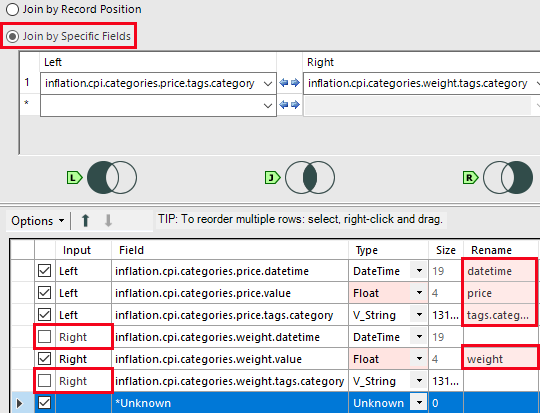 Join by Record Position
Join by Specific Fields
Left Right
1 inflation.cpi.categories.price.tags.category inflation.cpi.categories.weight.tags.category
*
L J R
Options TIP: To reorder multiple rows: select, right-click and drag.
Input Field Type Size Rename
Left inflation.cpi.categories.price.datetime DateTime 19 datetime
Left inflation.cpi.categories.price.value Float 4 price
Left inflation.cpi.categories.price.tags.category V_String 131... tags.categ...
Right inflation.cpi.categories.weight.datetime DateTime 19
Right inflation.cpi.categories.weight.value Float 4 weight
Right inflation.cpi.categories.weight.tags.category V_String 131...
*Unknown Unknown 0